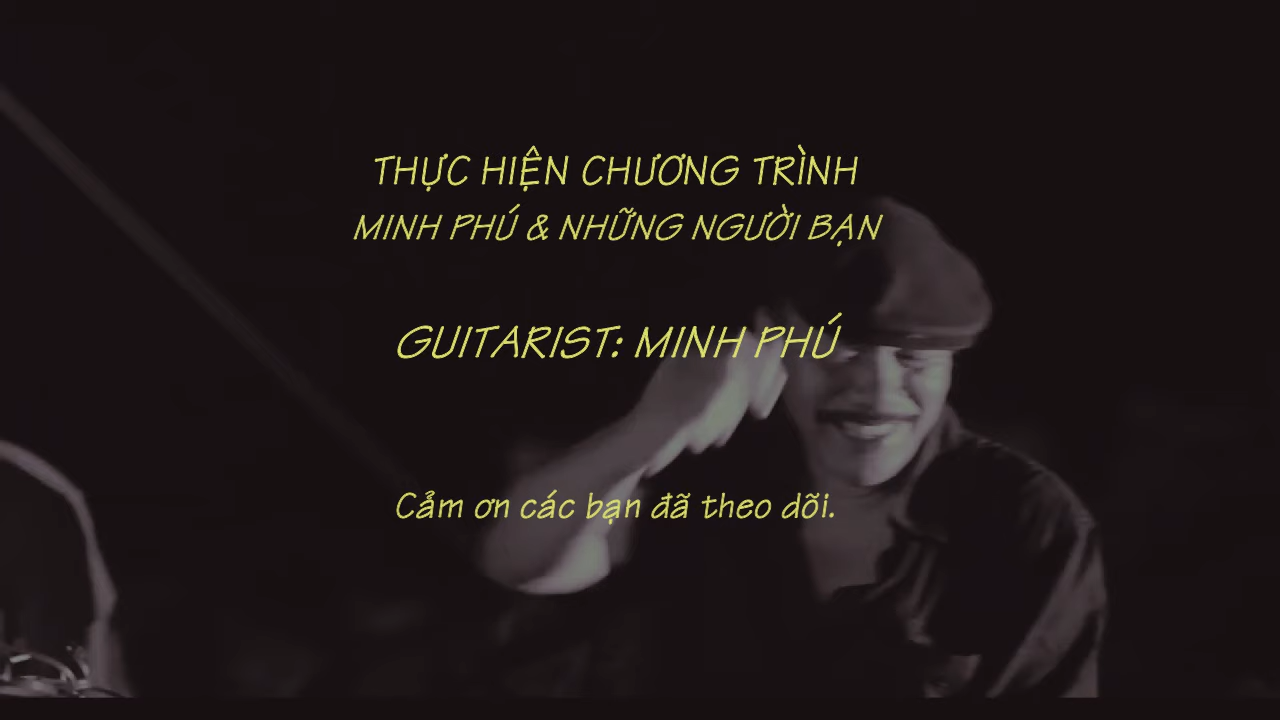 THỰC HIỆN CHƯƠNG TRÌNH
MINH PHÚ & NHỮNG NGƯỜI BẠN
GUITARIST: MINH PHÚ
Cảm ơn các bạn đã theo dõi.